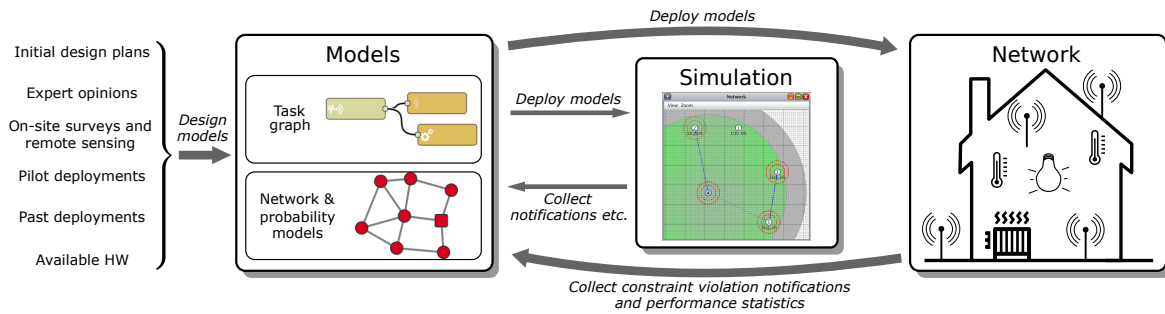 Initial design plans
Expert opinions
On-site surveys and
remote sensing
Pilot deployments
Past deployments
Available HW
Design
models
Models
Task
graph
Network &
probability
models
Deploy models
Deploy models
Collect
notifications etc.
Collect constraint violation notifications
and performance statistics
Simulation
Network
View Zoom
Network